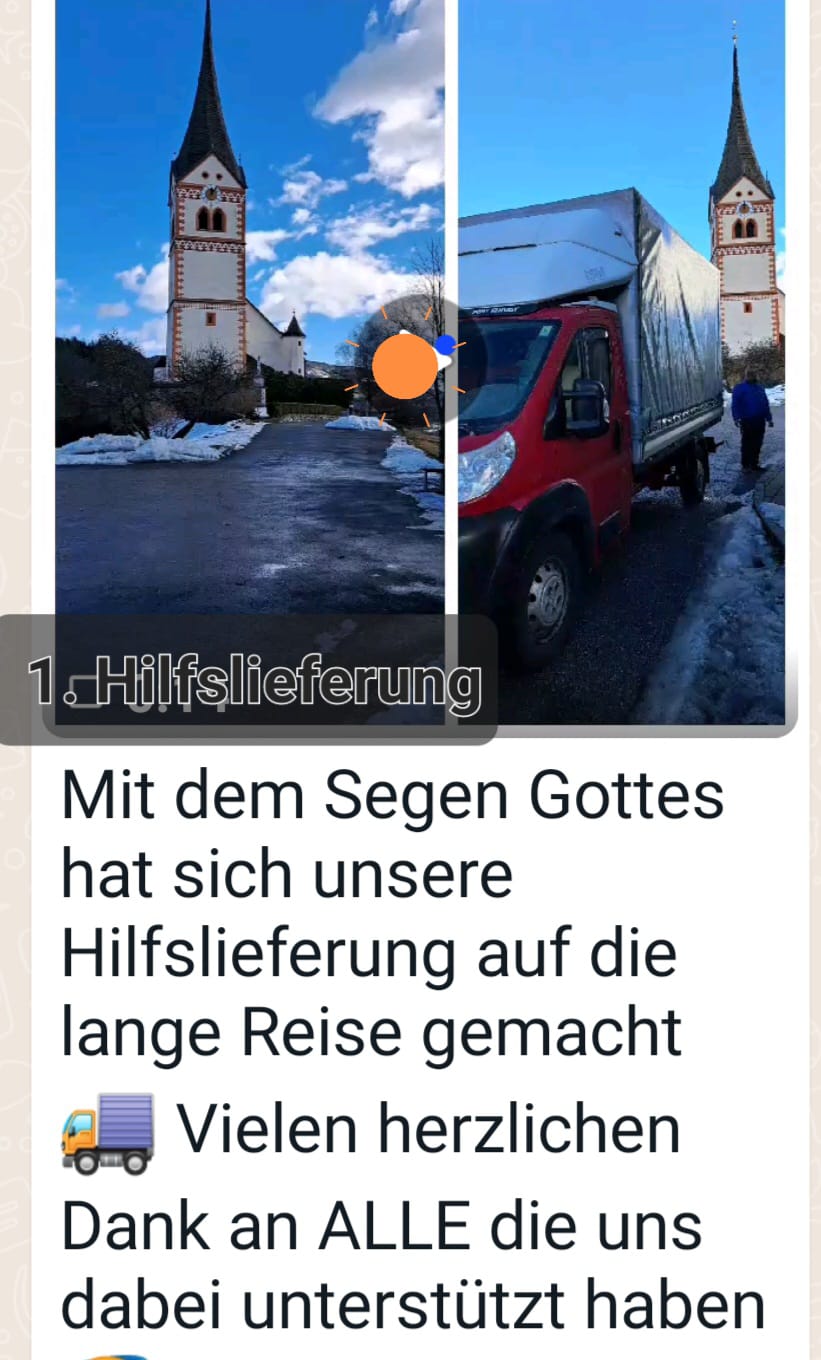 1. Hilfslieferung
Mit dem Segen Gottes
hat sich unsere
Hilfslieferung auf die
lange Reise gemacht
🚚 Vielen herzlichen
Dank an ALLE die uns
dabei unterstützt haben